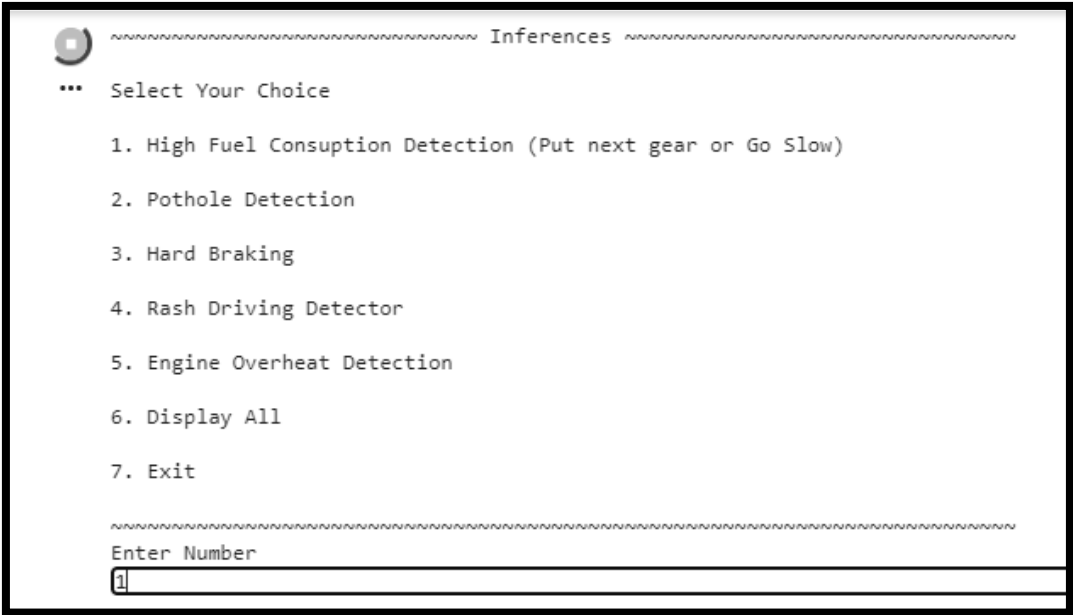 ~~~~~~~~~~~~~~~~~~~~~~~~~~~~~~ Inferences ~~~~~~~~~~~~~~~~~~~~~~~~~~~~~~~~
Select Your Choice
1. High Fuel Consuption Detection (Put next gear or Go Slow)
2. Pothole Detection
3. Hard Braking
4. Rash Driving Detector
5. Engine Overheat Detection
6. Display All
7. Exit
~~~~~~~~~~~~~~~~~~~~~~~~~~~~~~~~~~~~~~~~~~~~~~~~~~~~~~~~~~~~~~~~~~~~~~~~~~
Enter Number
1